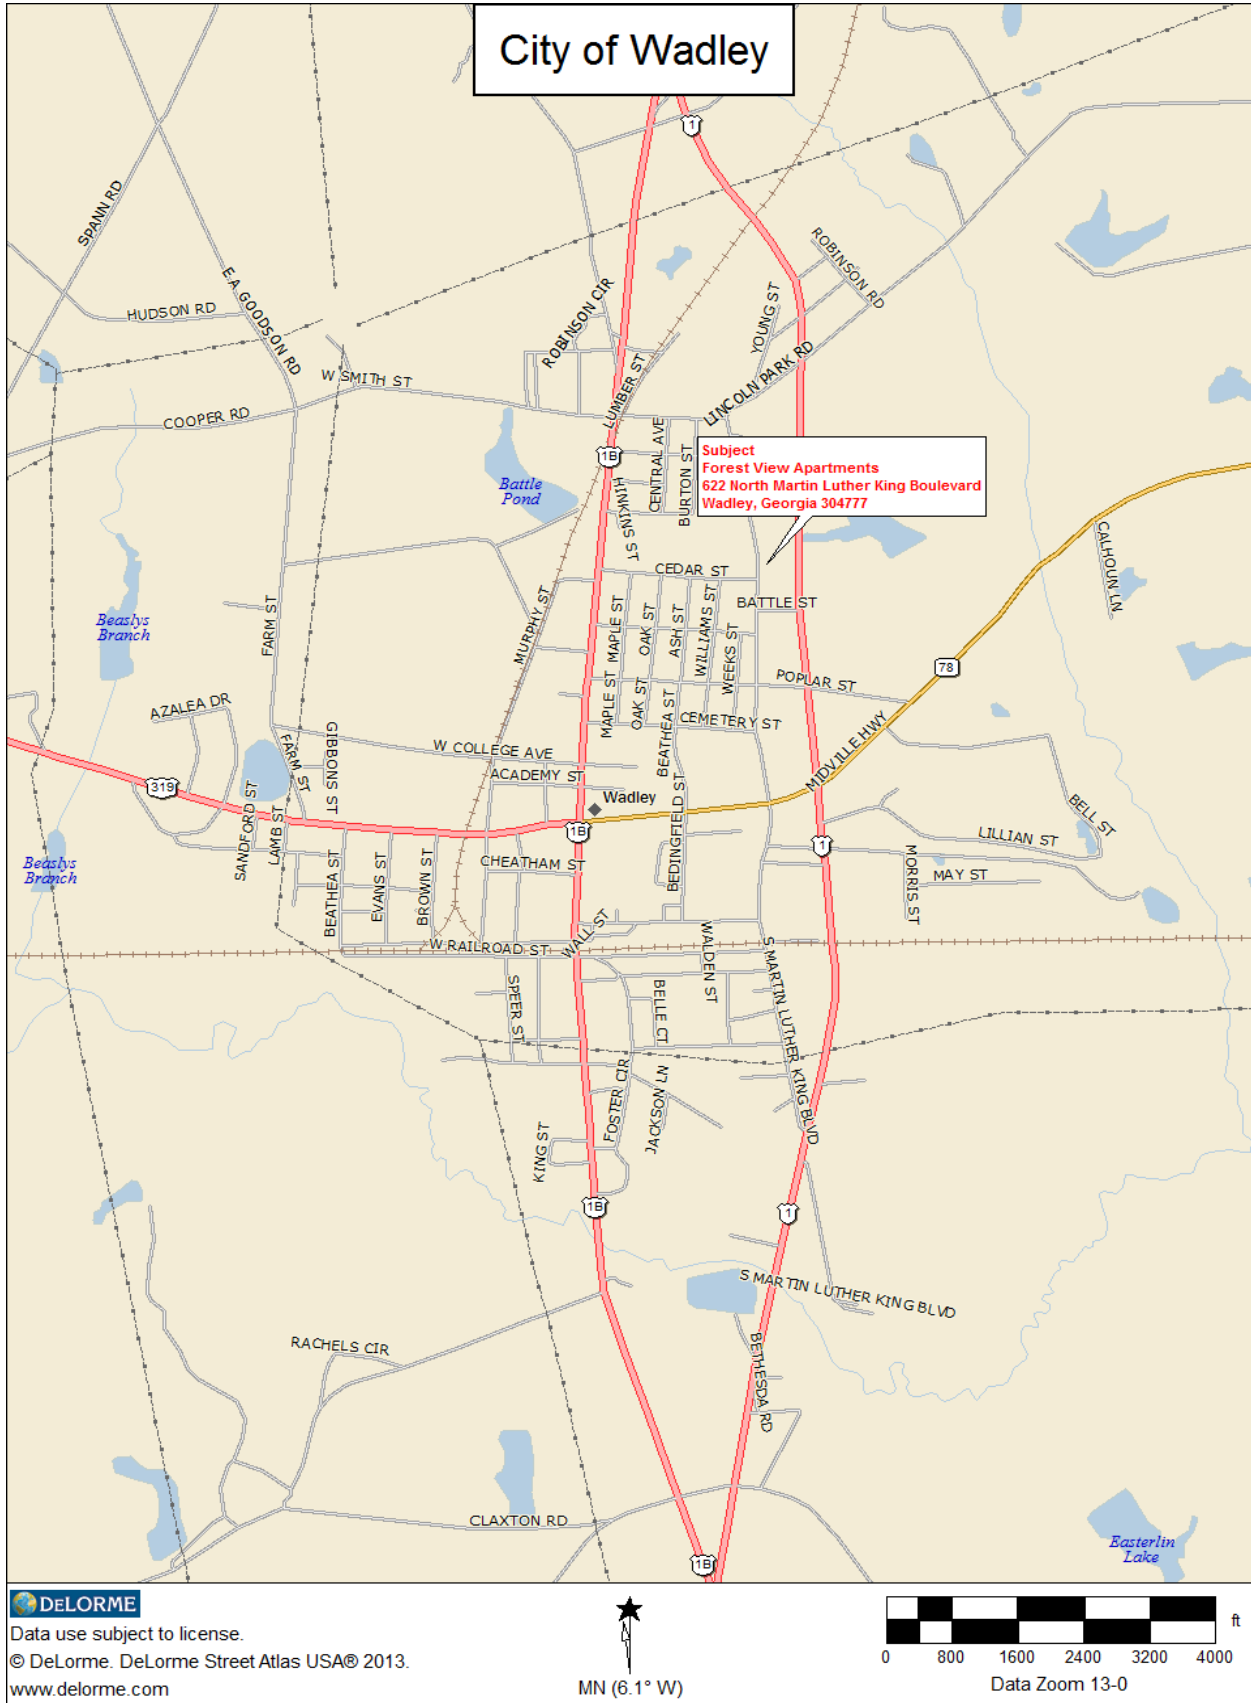 City of Wadley
1
SPANN RD
ROBINSON RD
E.A GOODSON RD
HUDSON RD
ROBINSON CIR
YOUNG ST
LUMBER ST
LINCOLN PARK RD
W SMITH ST
COOPER RD
CENTRAL AVE
BURTON ST
1B
HINKINS ST
Subject
Forest View Apartments
622 North Martin Luther King Boulevard
Wadley, Georgia 304777
Battle
Pond
CALHOUN LN
CEDAR ST
BATTLE ST
MURPHY ST
MAPLE ST
OAK ST
ASH ST
WILLIAMS ST
WEEKS ST
FARM ST
Beaslys
Branch
78
POPLAR ST
AZALEA DR
MAPLE ST
OAK ST
BEATHEA ST
CEMETERY ST
GIBBONS ST
FARM ST
W COLLEGE AVE
ACADEMY ST
MIDVILLE HWY
319
Wadley
SANDFORD ST
LAMB ST
1B
BEDINGFIELD ST
1
BELL ST
LILLIAN ST
Beaslys
Branch
CHEATHAM ST
MORRIS ST
MAY ST
BEATHEA ST
EVANS ST
BROWN ST
W RAILROAD ST
WALL ST
WALDEN ST
S MARTIN LUTHER KING BLVD
SPEER ST
BELLE CT
FOSTER CIR
JACKSON LN
KING ST
1B
1
S MARTIN LUTHER KING BLVD
RACHELS CIR
BETHESDA RD
CLAXTON RD
Easterlin
Lake
1B
DELORME
Data use subject to license.
© DeLorme. DeLorme Street Atlas USA® 2013.
www.delorme.com
MN (6.1° W)
ft
0 800 1600 2400 3200 4000
Data Zoom 13-0